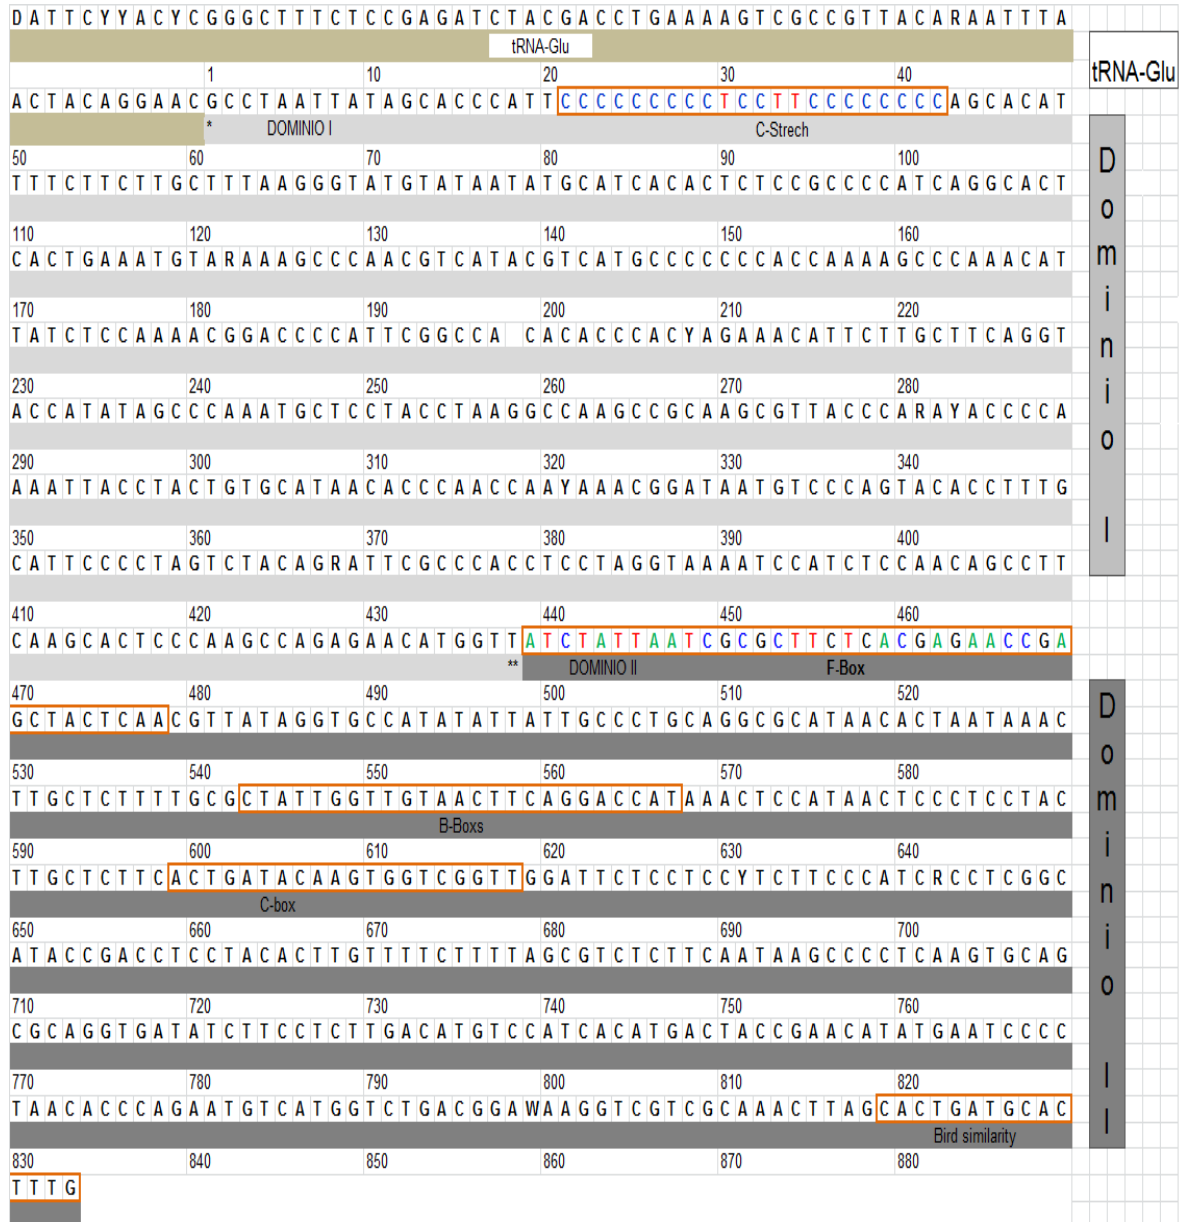 DATTCYYACYCGGGCTTTCTCCGAGATCTACGACCTGAAAAGTCGCCGTTACARAATTTA
tRNA-Glu
tRNA-Glu
1 10 20 30 40
ACTACAGGAACGCCTAATTATAGCACCCATTCCCCCCCCCTCCTTCCCCCCCCAGCACAT
* DOMINIO I C-Strech
50 60 70 80 90 100
TTTCTTCTTGCTTTAAGGGTATGTATAATATGCATCACACTCTCCGCCCCATCAGGCACT
110 120 130 140 150 160
CACTGAAATGTARAAAGCCCAACGTCATACGTCATGCCCCCCCACCAAAAGCCCAAACAT
170 180 190 200 210 220
TATCTCCAAAACGGACCCCATTCGGCCA CACACCCACYAGAAACATTCTTGCTTCAGGT
230 240 250 260 270 280
ACCATATAGCCCAAATGCTCCTACCTAAGGCCAAGCCGCAAGCGTTACCCARAYACCCCA
290 300 310 320 330 340
AAATTACCTACTGTGCATAACACCCAACCAAYAAACGGATAATGTCCCAGTACACCTTTG
350 360 370 380 390 400
CATTCCCCTAGTCTACAGRATTCGCCCACCTCCTAGGTAAAATCCATCTCCAACAGCCTT
Dominio I
410 420 430 440 450 460
CAAGCACTCCCAAGCCAGAGAACATGGTTATCTATTAATCGCGCTTCTCACGAGAACCGA
** DOMINIO II F-Box
470 480 490 500 510 520
GCTACTCAACGTTATAGGTGCCATATATTATTGCCCTGCAGGCGCATAACACTAATAAAC
530 540 550 560 570 580
TTGCTCTTTTGCGCTATTGGTTGTAACTTCAGGACCATAAACTCCATAACTCCCTCCTAC
B-Boxs
590 600 610 620 630 640
TTGCTCTTCACTGATACAAGTGGTCGGTTGGATTCTCCTCCYTCTTCCCATCRCCTCGGC
C-box
650 660 670 680 690 700
ATACCGACCTCCTACACTTGTTTTCTTTTAGCGTCTCTTCAATAAGCCCCTCAAGTGCAG
710 720 730 740 750 760
CGCAGGTGATATCTTCCTCTTGACATGTCCATCACATGACTACCGAACATATGAATCCCC
770 780 790 800 810 820
TAACACCCAGAATGTCATGGTCTGACGGAWAAGGTCGTCGCAAACTTAGCACTGATGCAC
Bird similarity
830 840 850 860 870 880
TTTG
Dominio II